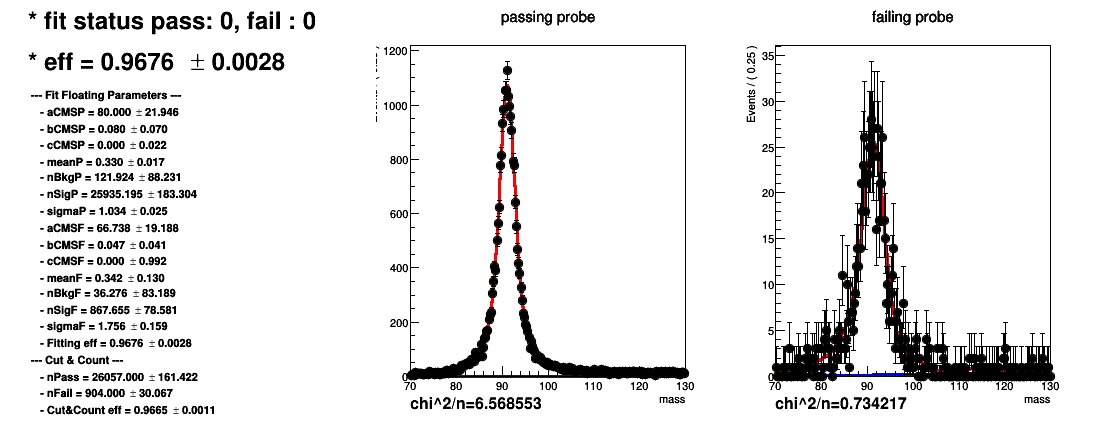 * fit status pass: 0, fail : 0
* eff = 0.9676 ± 0.0028
--- Fit Floating Parameters ---
- aCMSP = 80.000 ± 21.946
- bCMSP = 0.080 ± 0.070
- cCMSP = 0.000 ± 0.022
- meanP = 0.330 ± 0.017
- nBkgP = 121.924 ± 88.231
- nSigP = 25935.195 ± 183.304
- sigmaP = 1.034 ± 0.025
- aCMSF = 66.738 ± 19.188
- bCMSF = 0.047 ± 0.041
- cCMSF = 0.000 ± 0.992
- meanF = 0.342 ± 0.130
- nBkgF = 36.276 ± 83.189
- nSigF = 867.655 ± 78.581
- sigmaF = 1.756 ± 0.159
- Fitting eff = 0.9676 ± 0.0028
--- Cut & Count ---
- nPass = 26057.000 ± 161.422
- nFail = 904.000 ± 30.067
- Cut&Count eff = 0.9665 ± 0.0011
passing probe
1200
1000
800
600
400
200
0
70 80 90 100 110 120 130
mass
chi^2/n=6.568553
failing probe
Events / ( 0.25 )
35
30
25
20
15
10
5
0
70 80 90 100 110 120 130
mass
chi^2/n=0.734217